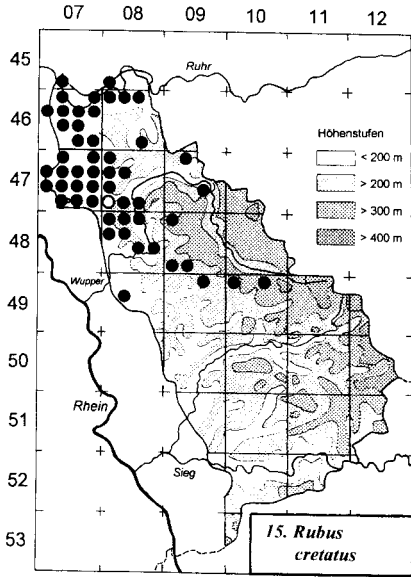 07 08 09 10 11 12
45
Ruhr
46
Höhenstufen
< 200 m
> 200 m
> 300 m
> 400 m
47
48
Wupper
49
50
Rhein
51
Sieg
52
15. Rubus
cretatus
53